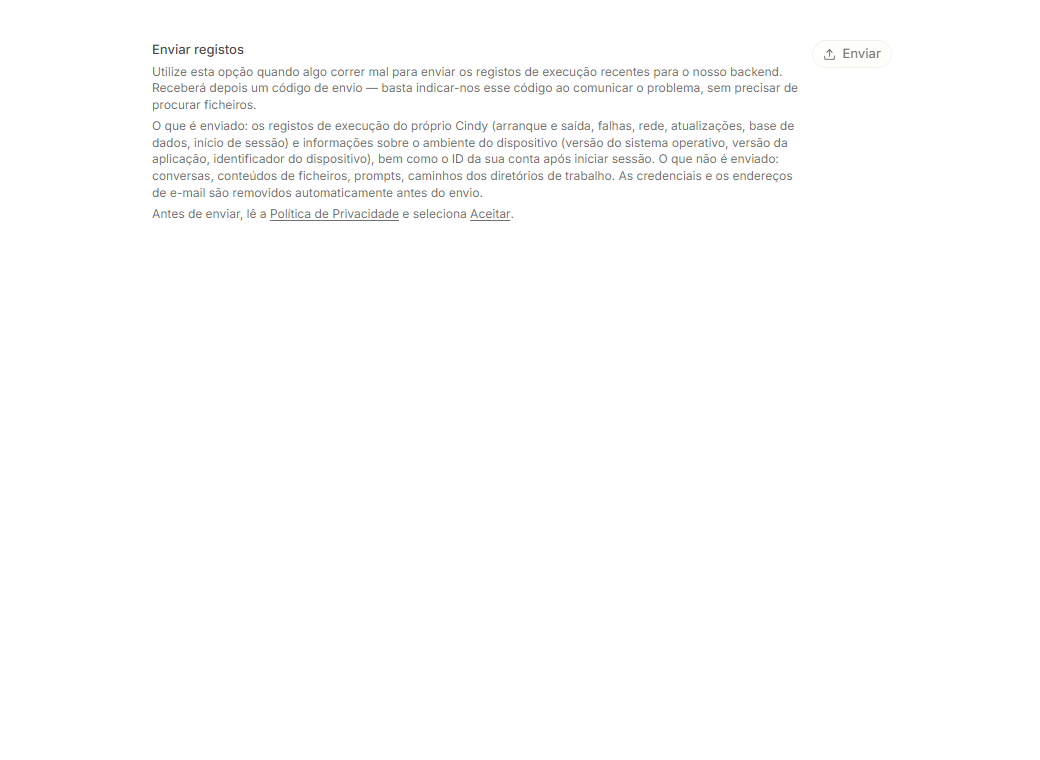 Enviar registos
Enviar
Utilize esta opção quando algo correr mal para enviar os registos de execução recentes para o nosso backend.
Receberá depois um código de envio — basta indicar-nos esse código ao comunicar o problema, sem precisar de
procurar ficheiros.
O que é enviado: os registos de execução do próprio Cindy (arranque e saída, falhas, rede, atualizações, base de
dados, início de sessão) e informações sobre o ambiente do dispositivo (versão do sistema operativo, versão da
aplicação, identificador do dispositivo), bem como o ID da sua conta após iniciar sessão. O que não é enviado:
conversas, conteúdos de ficheiros, prompts, caminhos dos diretórios de trabalho. As credenciais e os endereços
de e-mail são removidos automaticamente antes do envio.
Antes de enviar, lê a Política de Privacidade e seleciona Aceitar.